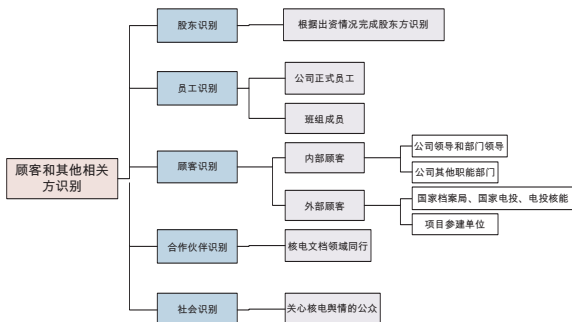 股东识别
根据出资情况完成股东方识别
员工识别
公司正式员工
班组成员
顾客和其他相关
方识别
顾客识别
内部顾客
公司领导和部门领导
公司其他职能部门
外部顾客
国家档案局、国家电投、电投核能
项目参建单位
合作伙伴识别
核电文档领域同行
社会识别
关心核电舆情的公众